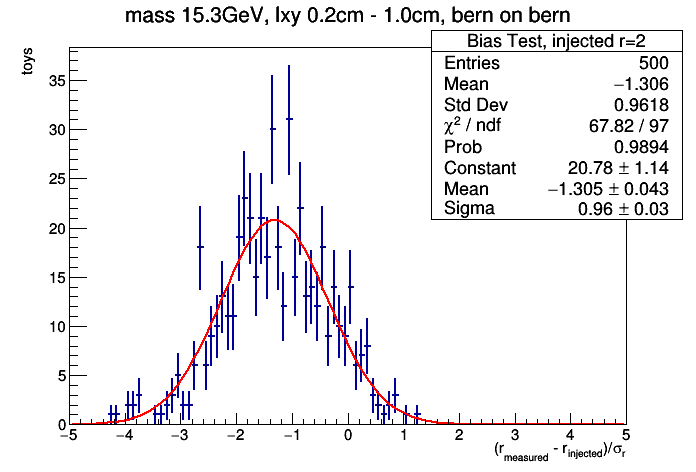 mass 15.3GeV, lxy 0.2cm - 1.0cm, bern on bern
Bias Test, injected r=2
Entries 500
Mean −1.306
Std Dev 0.9618
χ² / ndf 67.82 / 97
Prob 0.9894
Constant 20.78 ± 1.14
Mean −1.305 ± 0.043
Sigma 0.96 ± 0.03
toys
35
30
25
20
15
10
5
0
−5 −4 −3 −2 −1 0 1 2 3 4 5
(r_measured - r_injected)/σ_r